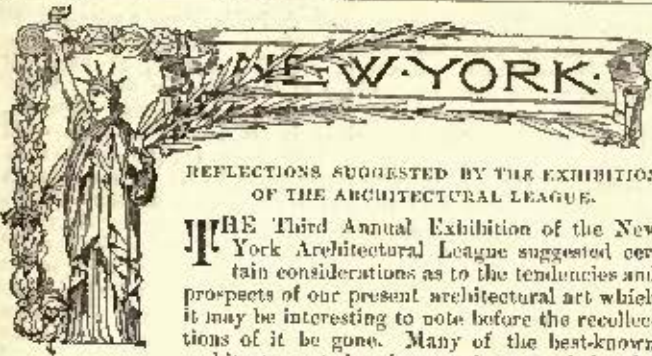 NEW·YORK·
REFLECTIONS SUGGESTED BY THE EXHIBITION
OF THE ARCHITECTURAL LEAGUE.
THE Third Annual Exhibition of the New
York Architectural League suggested cer-
tain considerations as to the tendencies and
prospects of our present architectural art which
it may be interesting to note before the recollec-
tions of it be gone. Many of the best-known